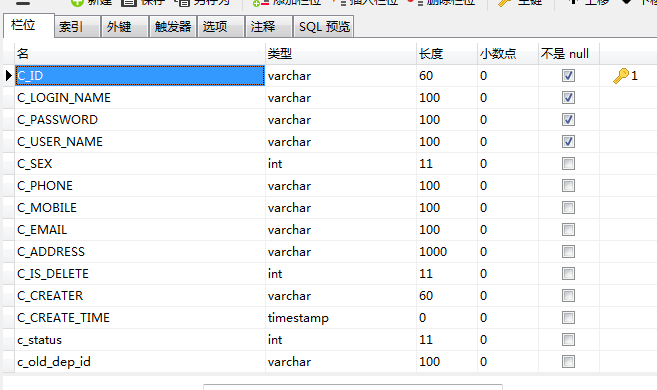 新建 保存 另存为 添加栏位 插入栏位 删除栏位 主键 上移 下移
栏位 索引 外键 触发器 选项 注释 SQL 预览
名 类型 长度 小数点 不是 null
C_ID varchar 60 0 1
C_LOGIN_NAME varchar 100 0
C_PASSWORD varchar 100 0
C_USER_NAME varchar 100 0
C_SEX int 11 0
C_PHONE varchar 100 0
C_MOBILE varchar 100 0
C_EMAIL varchar 100 0
C_ADDRESS varchar 1000 0
C_IS_DELETE int 11 0
C_CREATER varchar 60 0
C_CREATE_TIME timestamp 0 0
c_status int 11 0
c_old_dep_id varchar 100 0